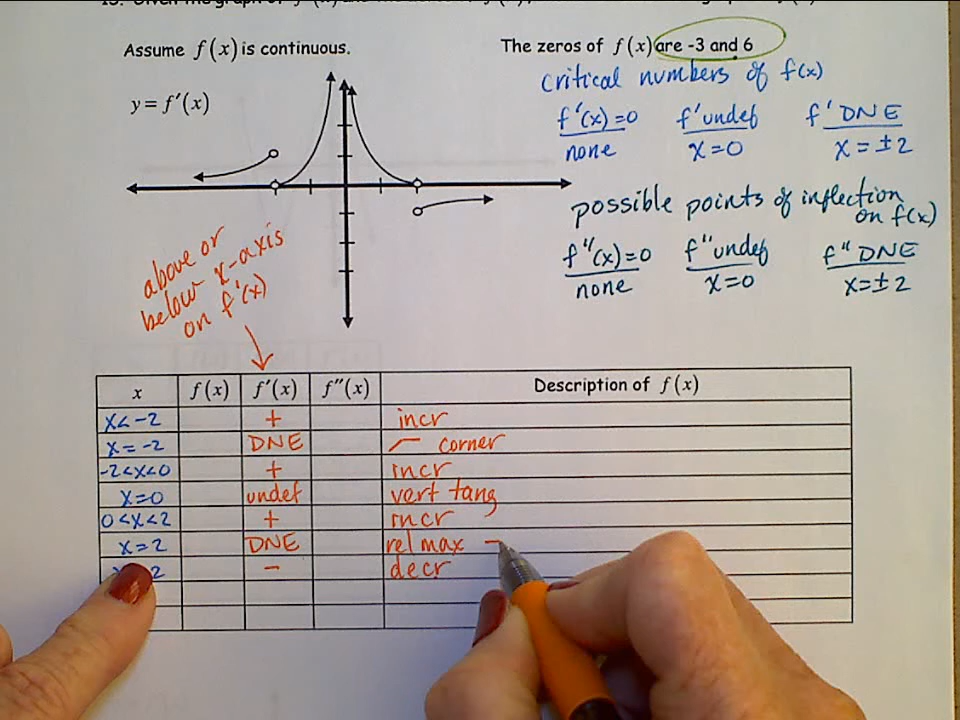 Assume f(x) is continuous.
The zeros of f(x) are -3 and 6
critical numbers of f(x)
y = f'(x)
f'(x)=0 f' undef f' DNE
none x=0 x=±2
possible points of inflection
on f(x)
f"(x)=0 f" undef f" DNE
none x=0 x=±2
above or
below x-axis
on f'(x)
x f(x) f'(x) f"(x) Description of f(x)
x<-2 + incr
x=-2 DNE corner
-2<x<0 + incr
x=0 undef vert tang
0<x<2 + incr
x=2 DNE rel max
2 - decr